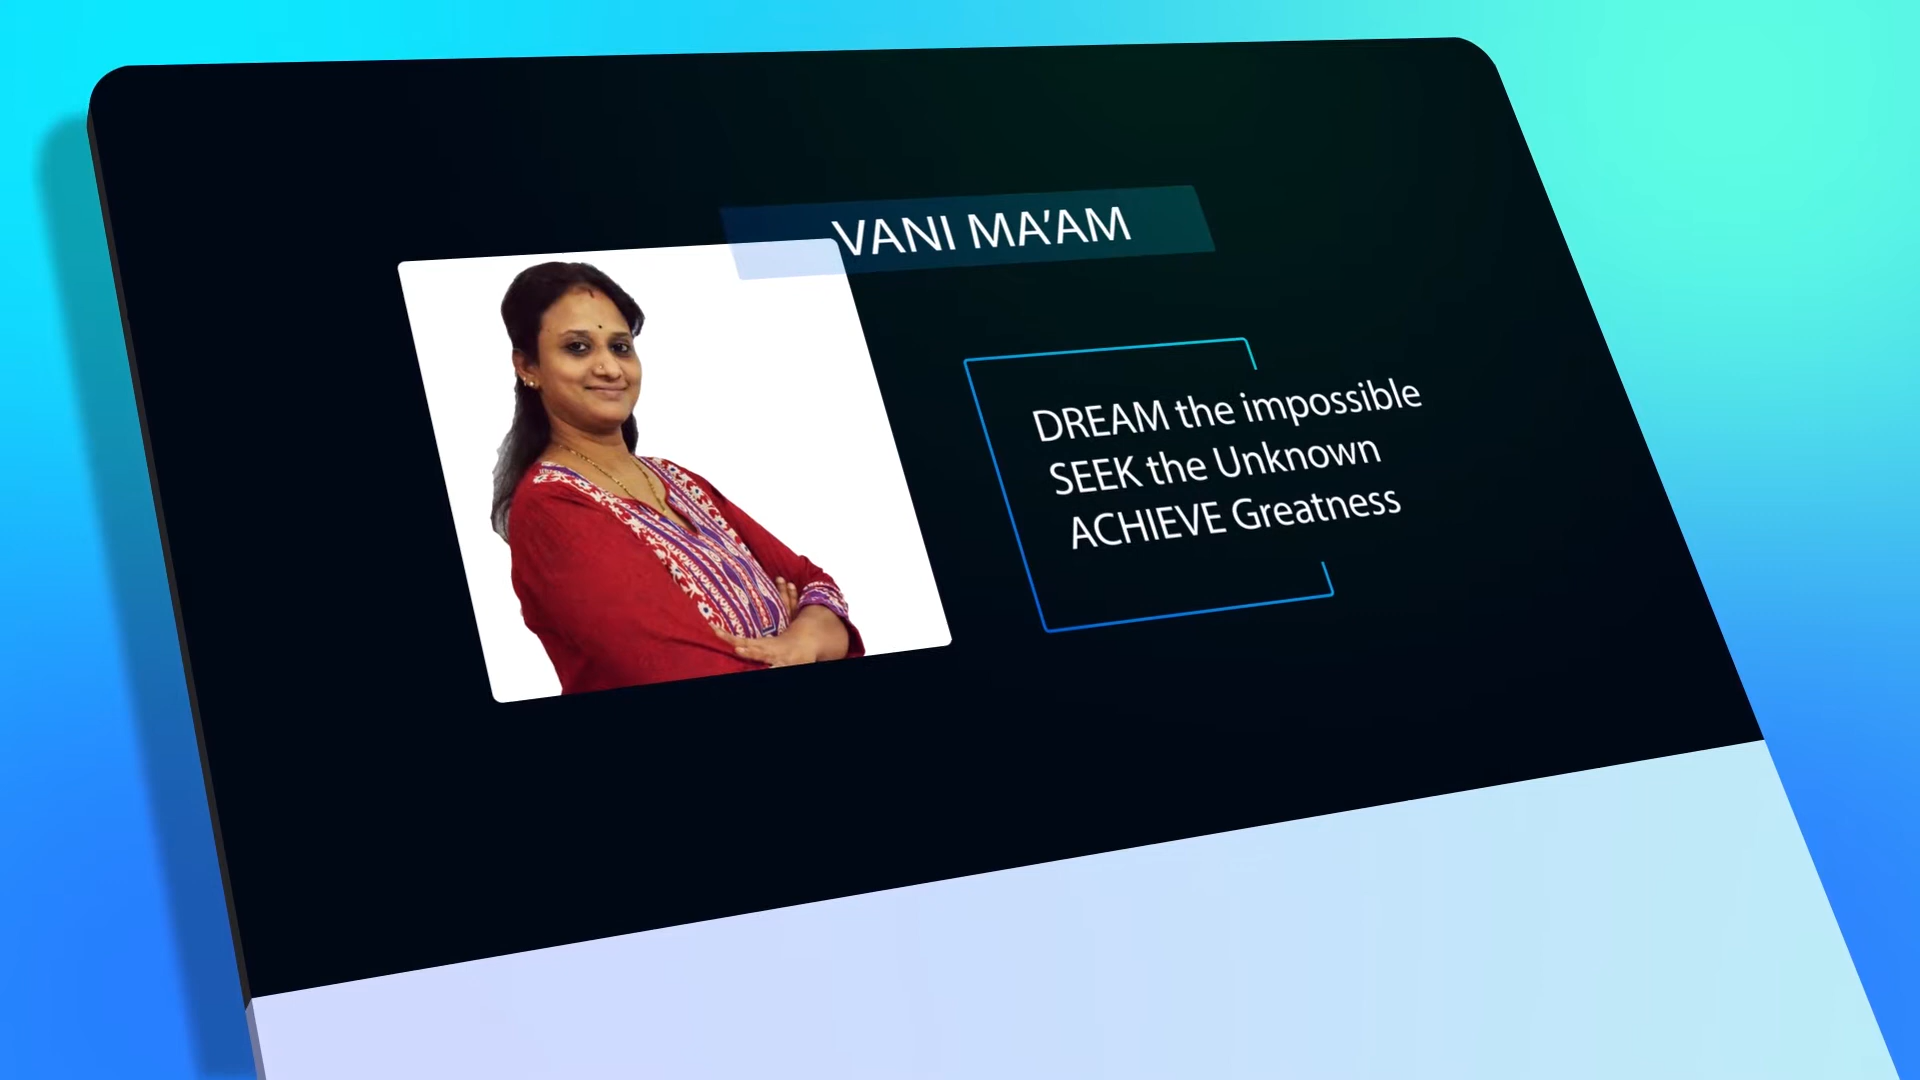 VANI MA’AM
DREAM the impossible
SEEK the Unknown
ACHIEVE Greatness